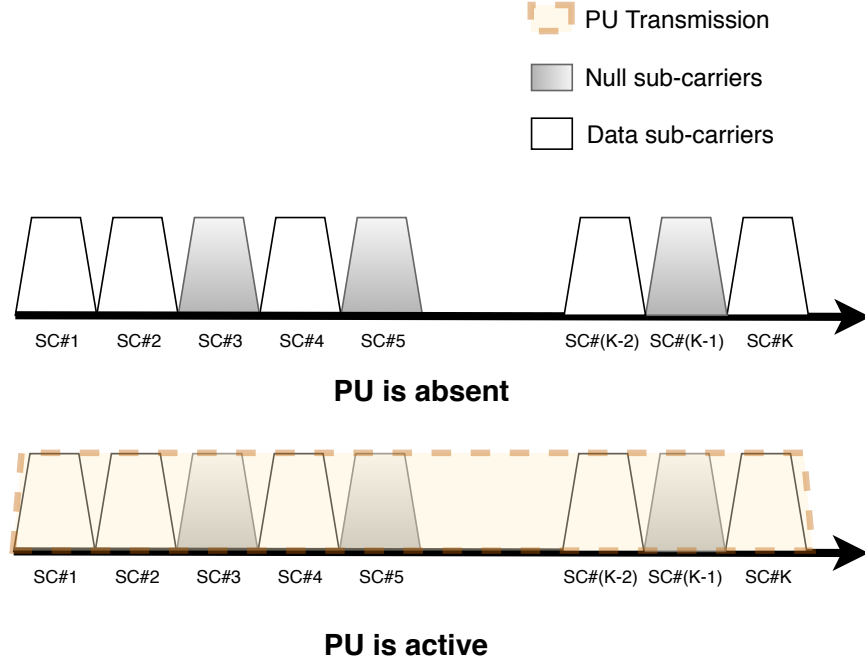 PU Transmission
Null sub-carriers
Data sub-carriers
SC#1 SC#2 SC#3 SC#4 SC#5 SC#(K-2) SC#(K-1) SC#K
PU is absent
SC#1 SC#2 SC#3 SC#4 SC#5 SC#(K-2) SC#(K-1) SC#K
PU is active